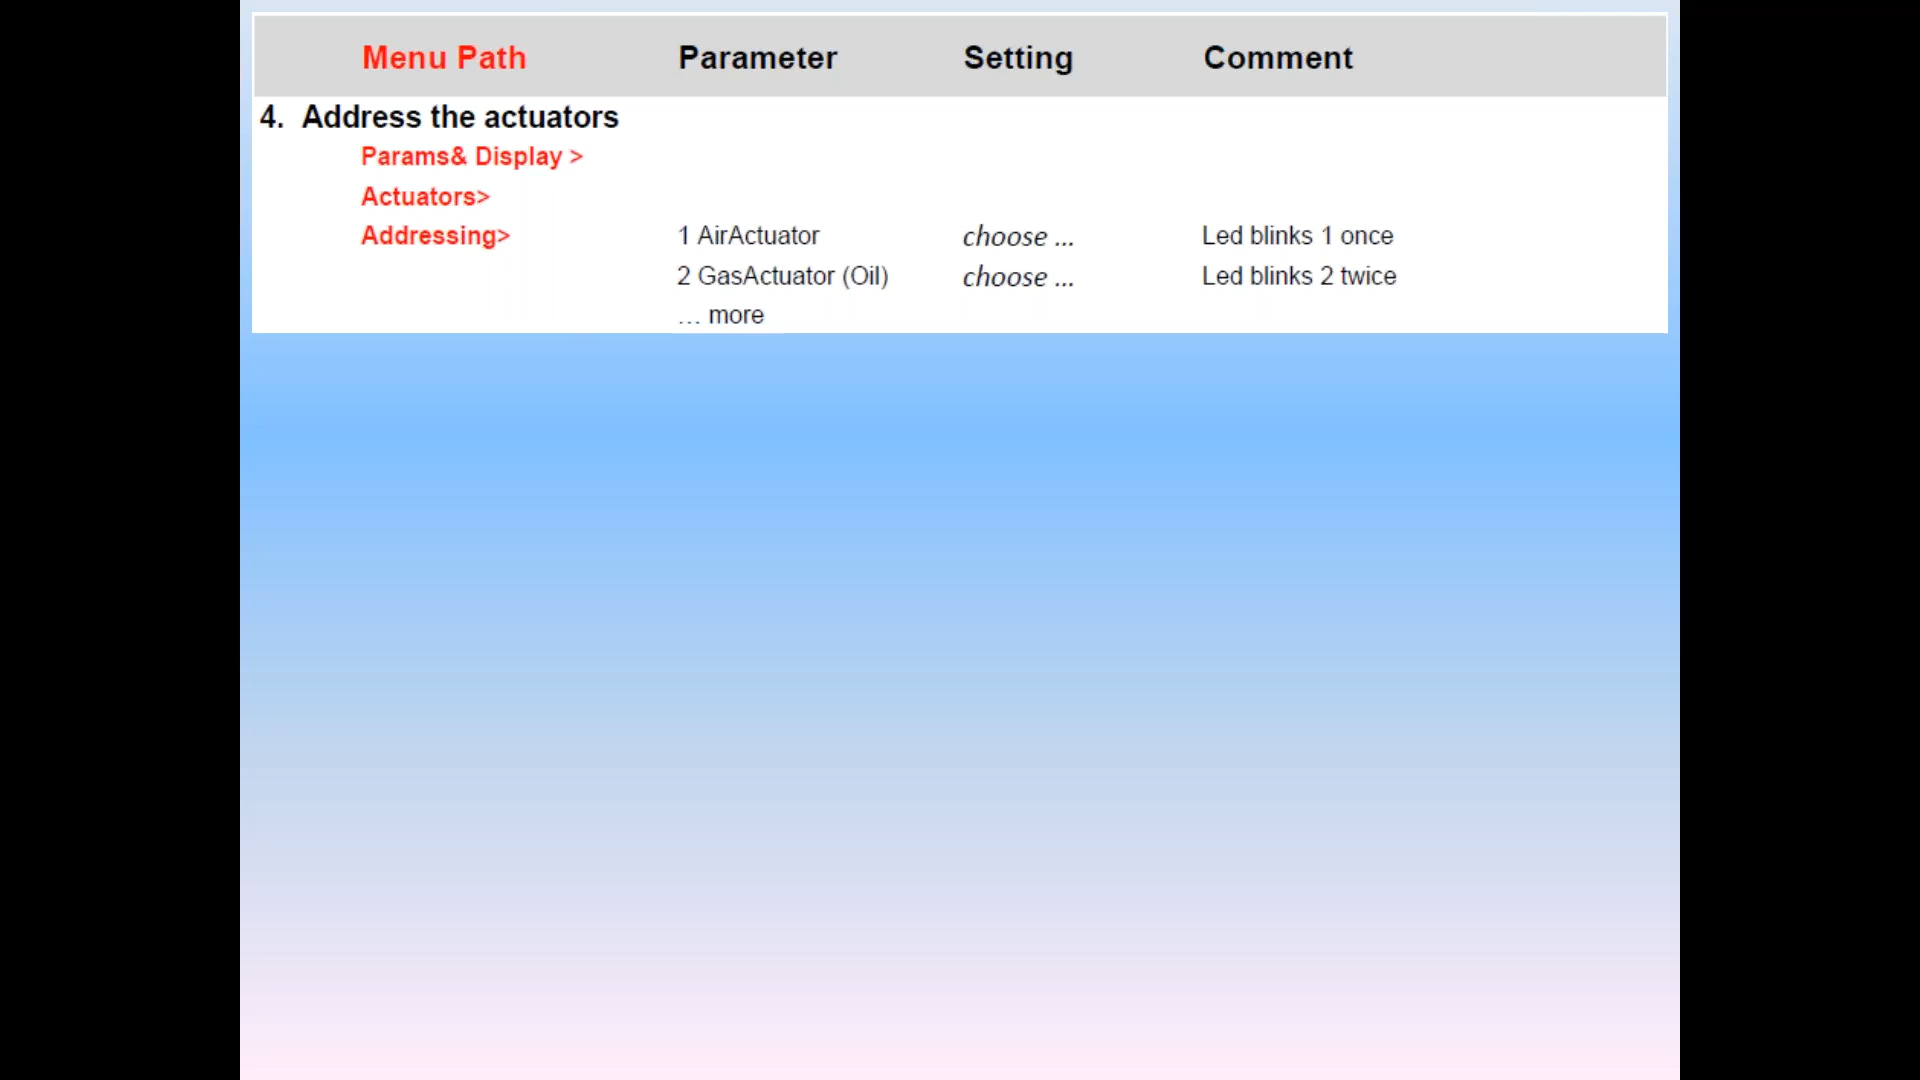 Menu Path Parameter Setting Comment
4. Address the actuators
Params& Display >
Actuators>
Addressing> 1 AirActuator choose ... Led blinks 1 once
2 GasActuator (Oil) choose ... Led blinks 2 twice
... more